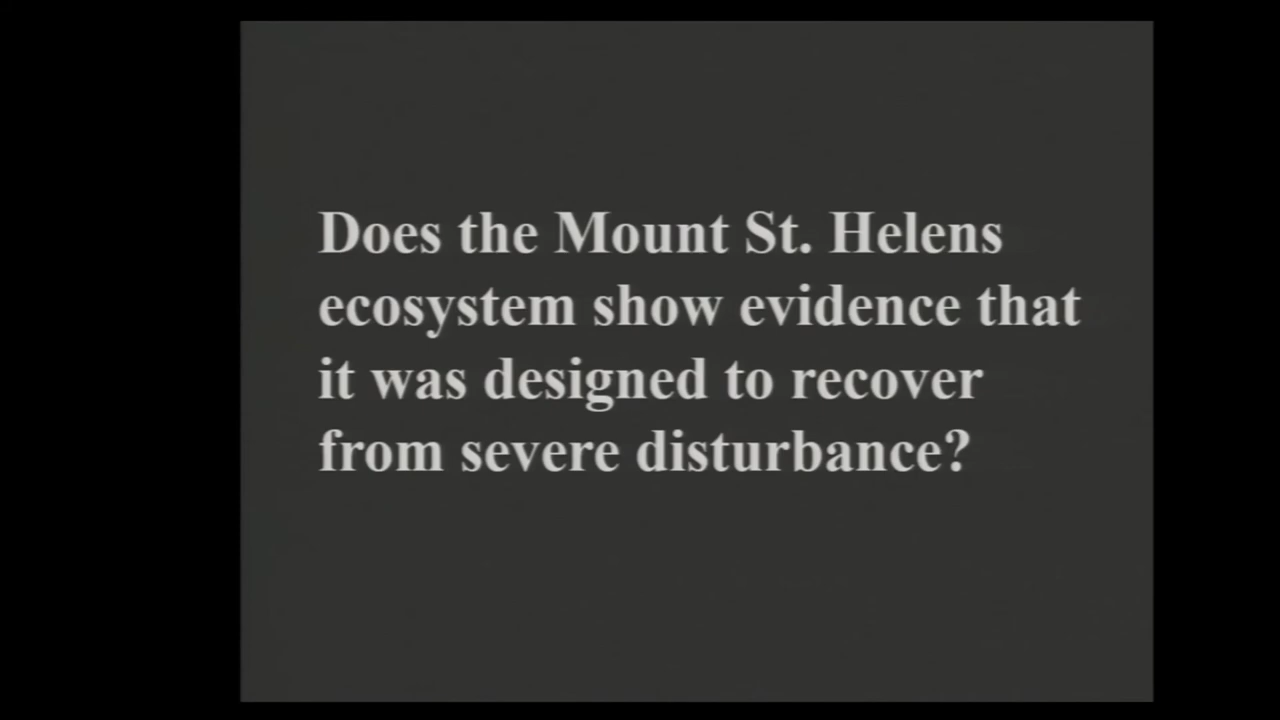 Does the Mount St. Helens
ecosystem show evidence that
it was designed to recover
from severe disturbance?